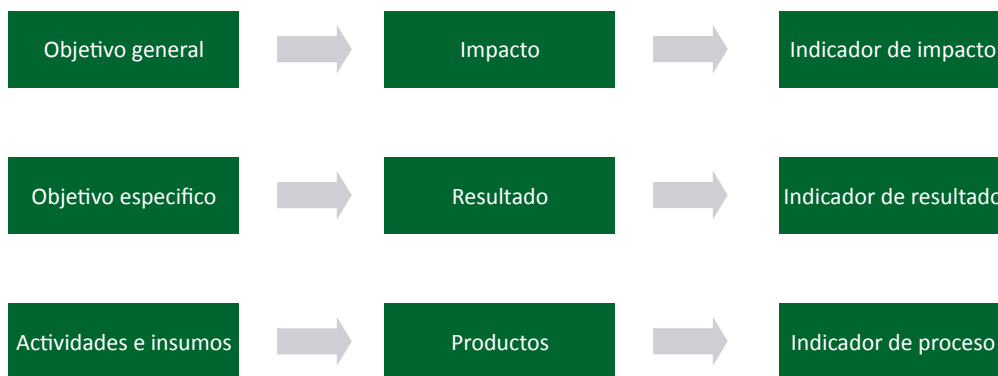 Objetivo general
Impacto
Indicador de impacto
Objetivo especifico
Resultado
Indicador de resultado
Actividades e insumos
Productos
Indicador de proceso